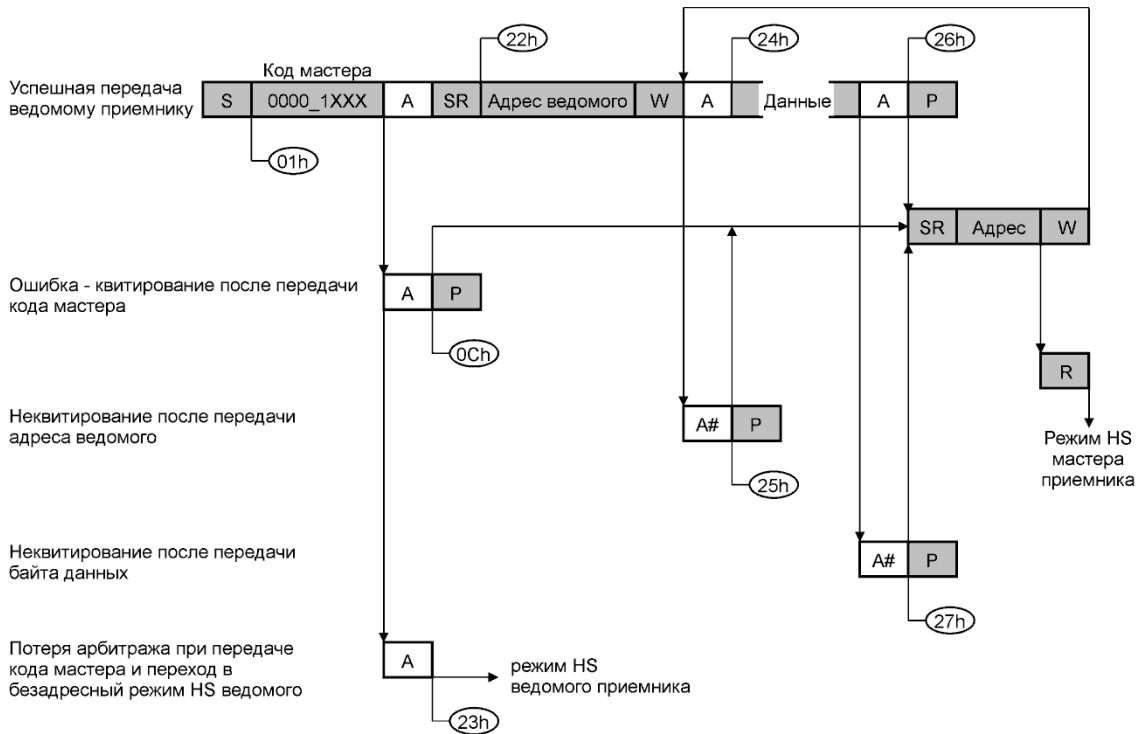 22h
24h
26h
Код мастера
Успешная передача
ведомому приемнику
S 0000_1XXX A SR Адрес ведомого W A Данные A P
01h
SR Адрес W
Ошибка - квитирование после передачи
кода мастера
A P
0Ch
R
Неквитирование после передачи
адреса ведомого
A# P
Режим HS
мастера
приемника
25h
Неквитирование после передачи
байта данных
A# P
27h
Потеря арбитража при передаче
кода мастера и переход в
безадресный режим HS ведомого
A
режим HS
ведомого приемника
23h